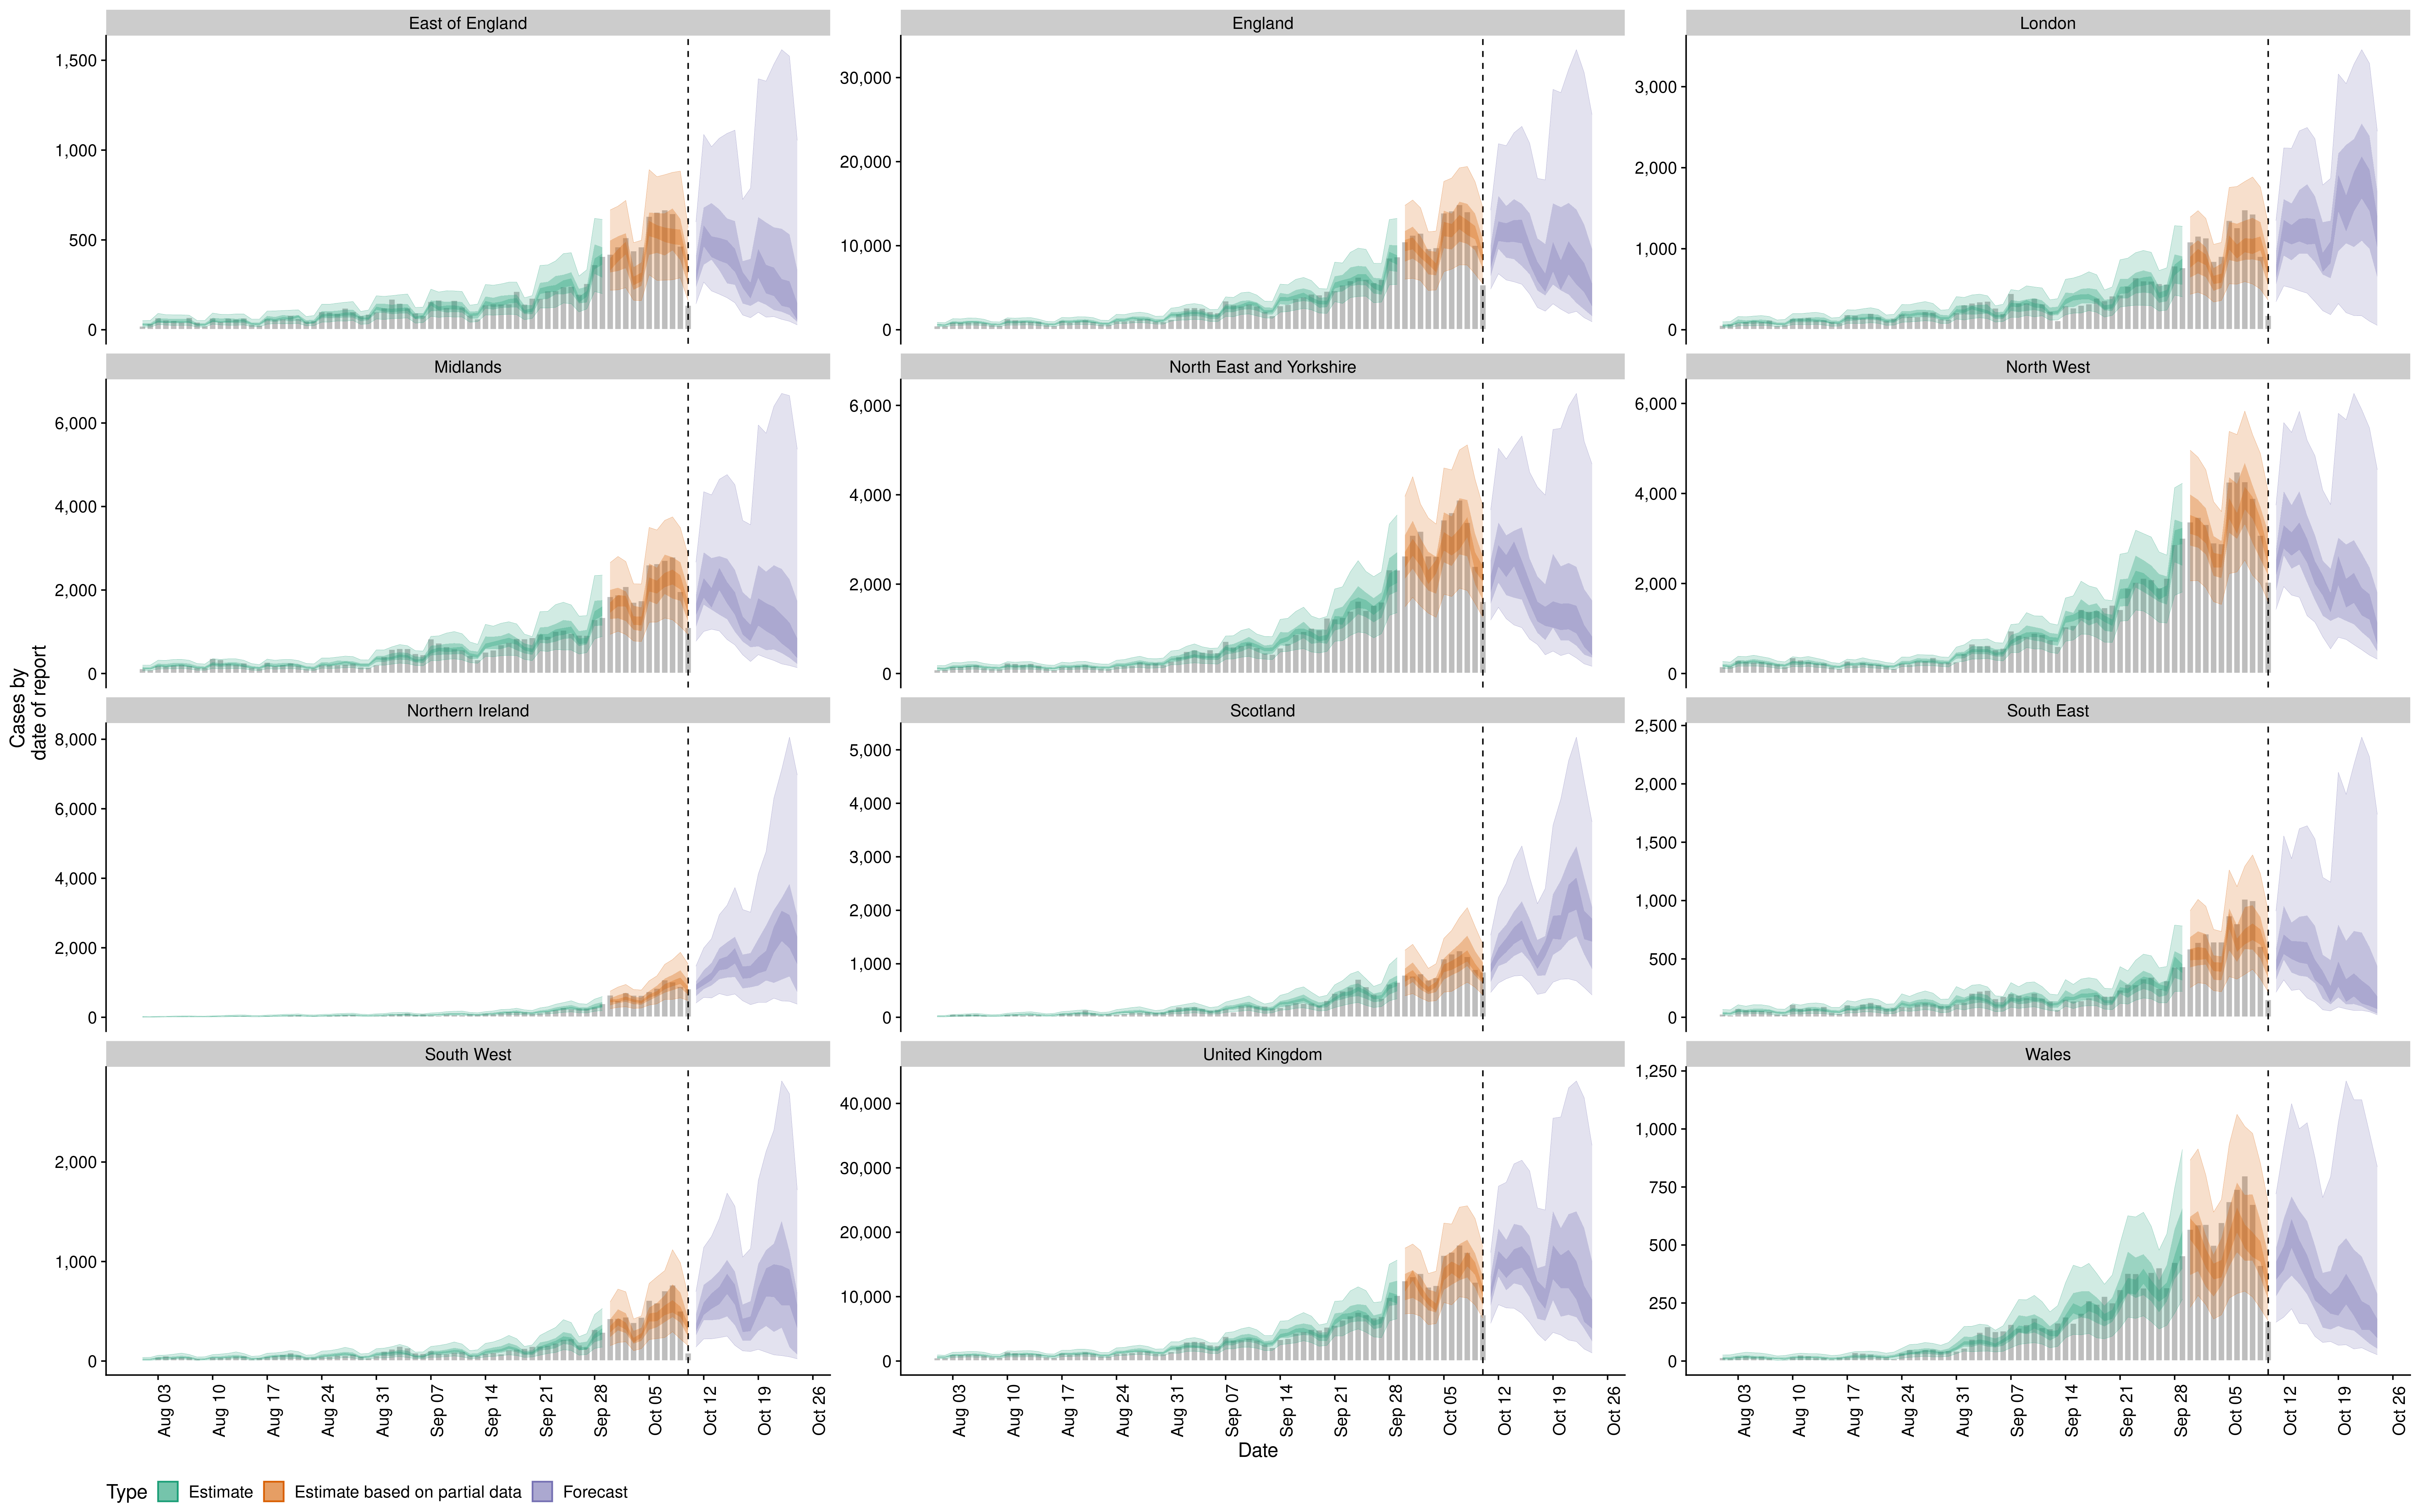 East of England
England
London
1,500
1,000
500
0
30,000
20,000
10,000
0
3,000
2,000
1,000
0
Midlands
North East and Yorkshire
North West
6,000
4,000
2,000
0
6,000
4,000
2,000
0
6,000
4,000
2,000
0
Cases by
date of report
Northern Ireland
Scotland
South East
8,000
6,000
4,000
2,000
0
5,000
4,000
3,000
2,000
1,000
0
2,500
2,000
1,500
1,000
500
0
South West
United Kingdom
Wales
2,000
1,000
0
40,000
30,000
20,000
10,000
0
1,250
1,000
750
500
250
0
Aug 03 Aug 10 Aug 17 Aug 24 Aug 31 Sep 07 Sep 14 Sep 21 Sep 28 Oct 05 Oct 12 Oct 19 Oct 26
Aug 03 Aug 10 Aug 17 Aug 24 Aug 31 Sep 07 Sep 14 Sep 21 Sep 28 Oct 05 Oct 12 Oct 19 Oct 26
Aug 03 Aug 10 Aug 17 Aug 24 Aug 31 Sep 07 Sep 14 Sep 21 Sep 28 Oct 05 Oct 12 Oct 19 Oct 26
Date
Type Estimate Estimate based on partial data Forecast